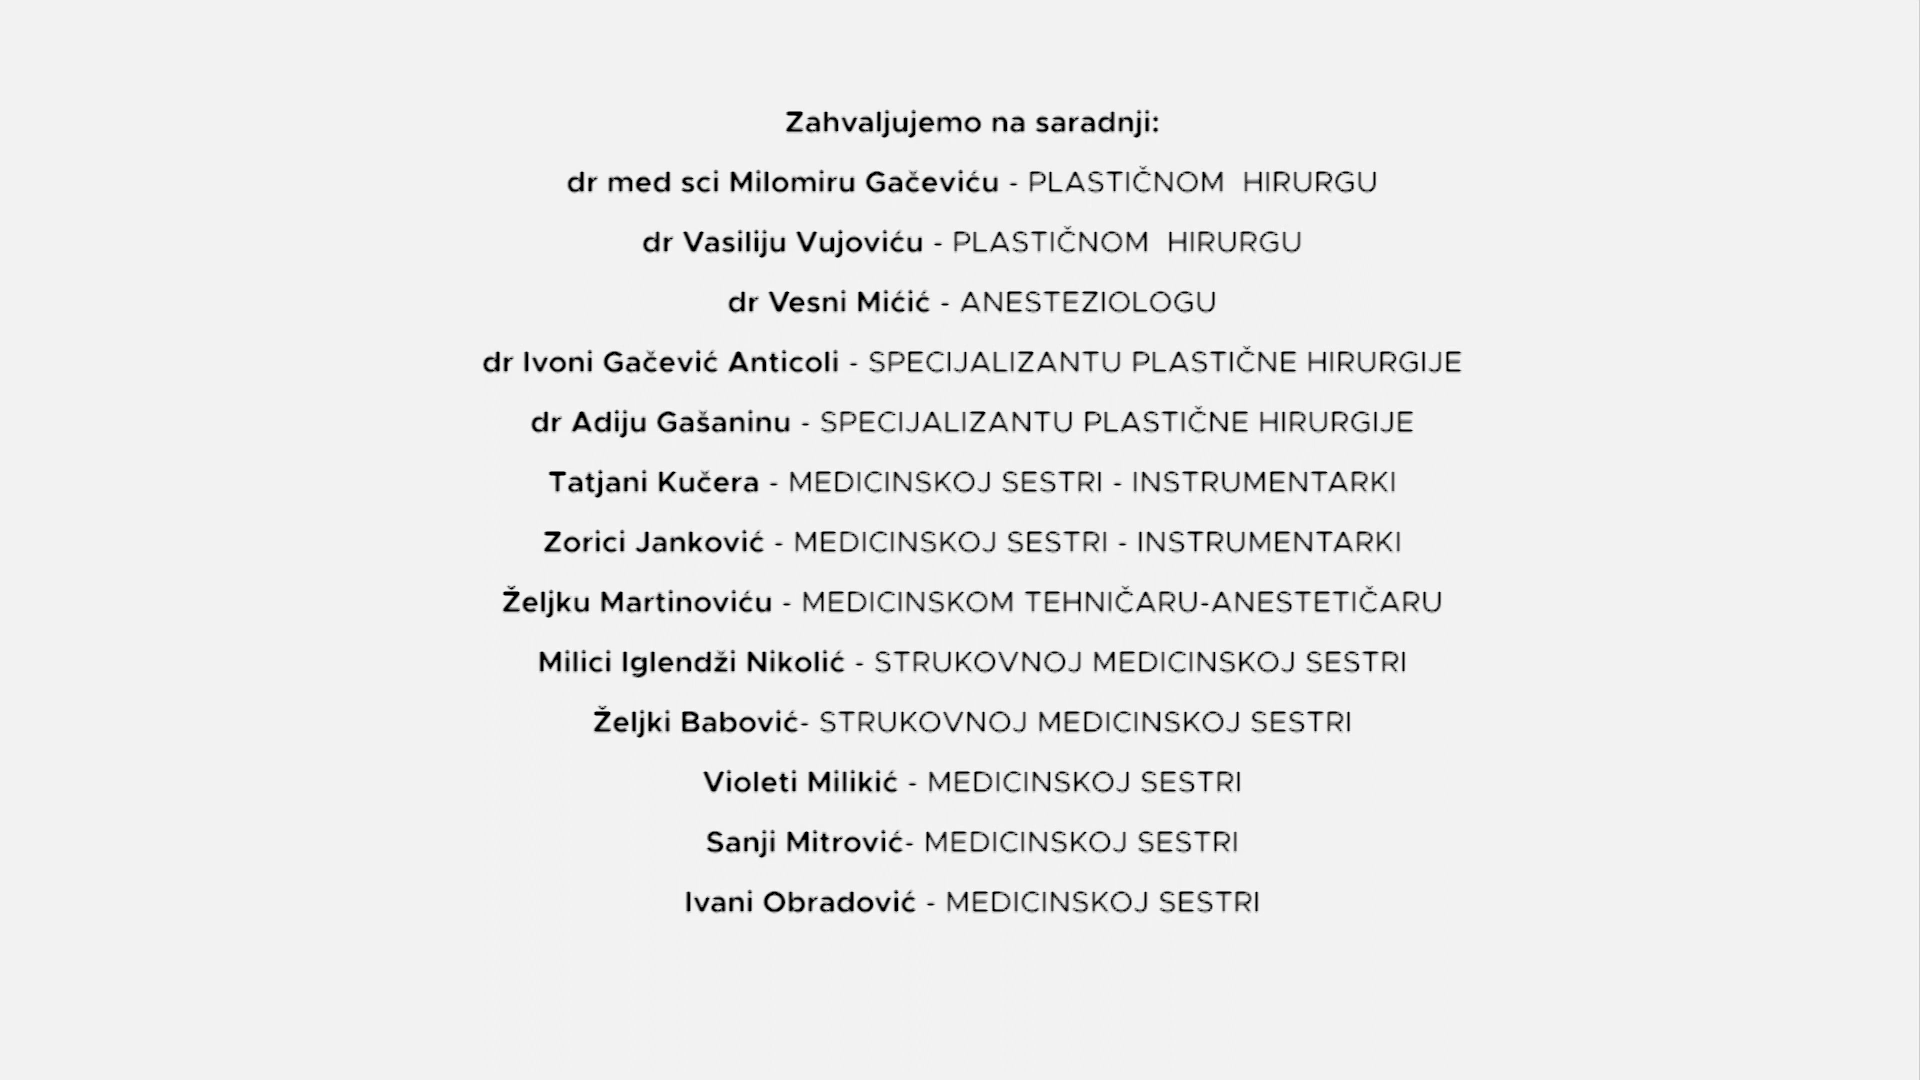 Zahvaljujemo na saradnji:
dr med sci Milomiru Gačeviću - PLASTIČNOM  HIRURGU
dr Vasiliju Vujoviću - PLASTIČNOM  HIRURGU
dr Vesni Mićić - ANESTEZIOLOGU
dr Ivoni Gačević Anticoli - SPECIJALIZANTU PLASTIČNE HIRURGIJE
dr Adiju Gašaninu - SPECIJALIZANTU PLASTIČNE HIRURGIJE
Tatjani Kučera - MEDICINSKOJ SESTRI - INSTRUMENTARKI
Zorici Janković - MEDICINSKOJ SESTRI - INSTRUMENTARKI
Željku Martinoviću - MEDICINSKOM TEHNIČARU-ANESTETIČARU
Milici Iglendži Nikolić - STRUKOVNOJ MEDICINSKOJ SESTRI
Željki Babović- STRUKOVNOJ MEDICINSKOJ SESTRI
Violeti Milikić - MEDICINSKOJ SESTRI
Sanji Mitrović- MEDICINSKOJ SESTRI
Ivani Obradović - MEDICINSKOJ SESTRI